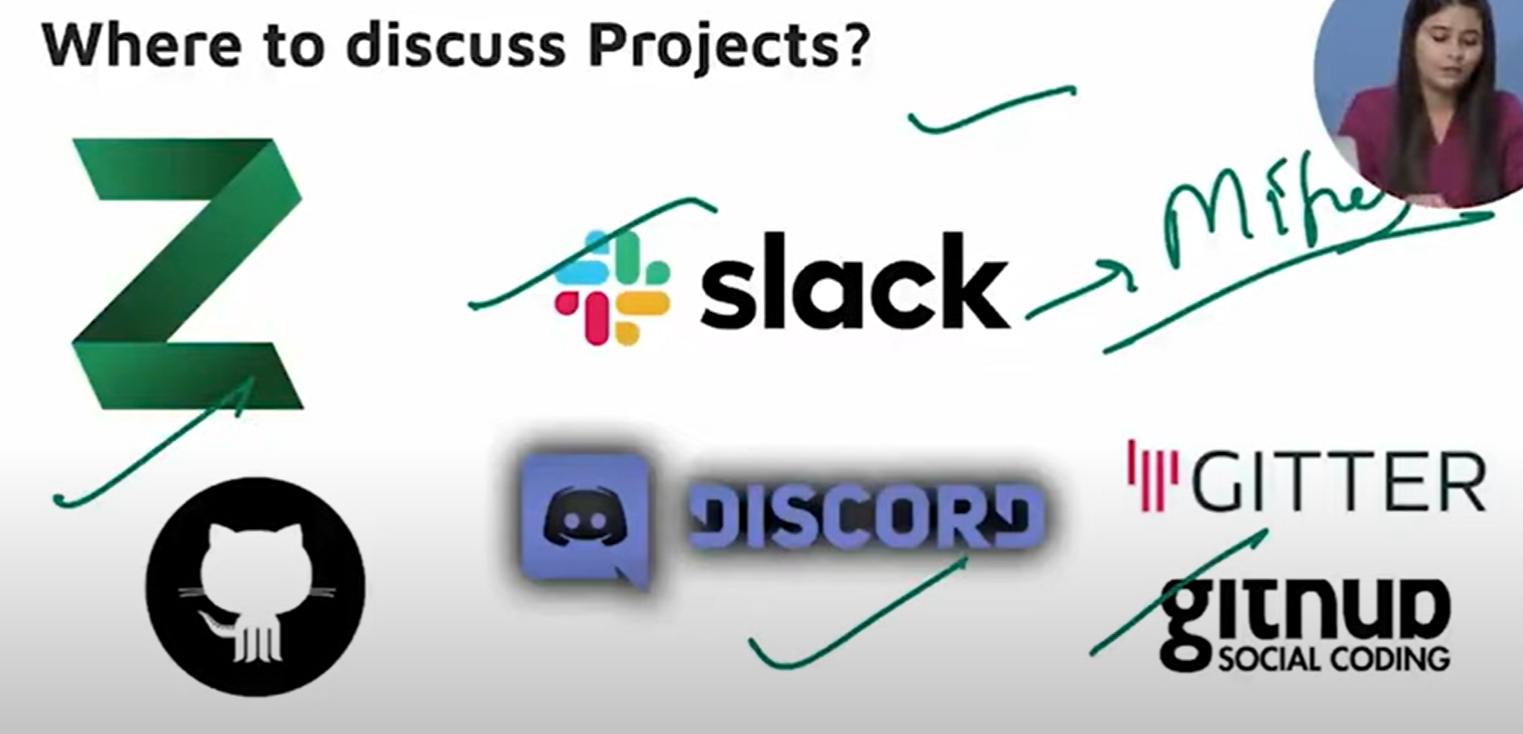 Where to discuss Projects?
slack
DISCORD
GITTER
github
SOCIAL CODING